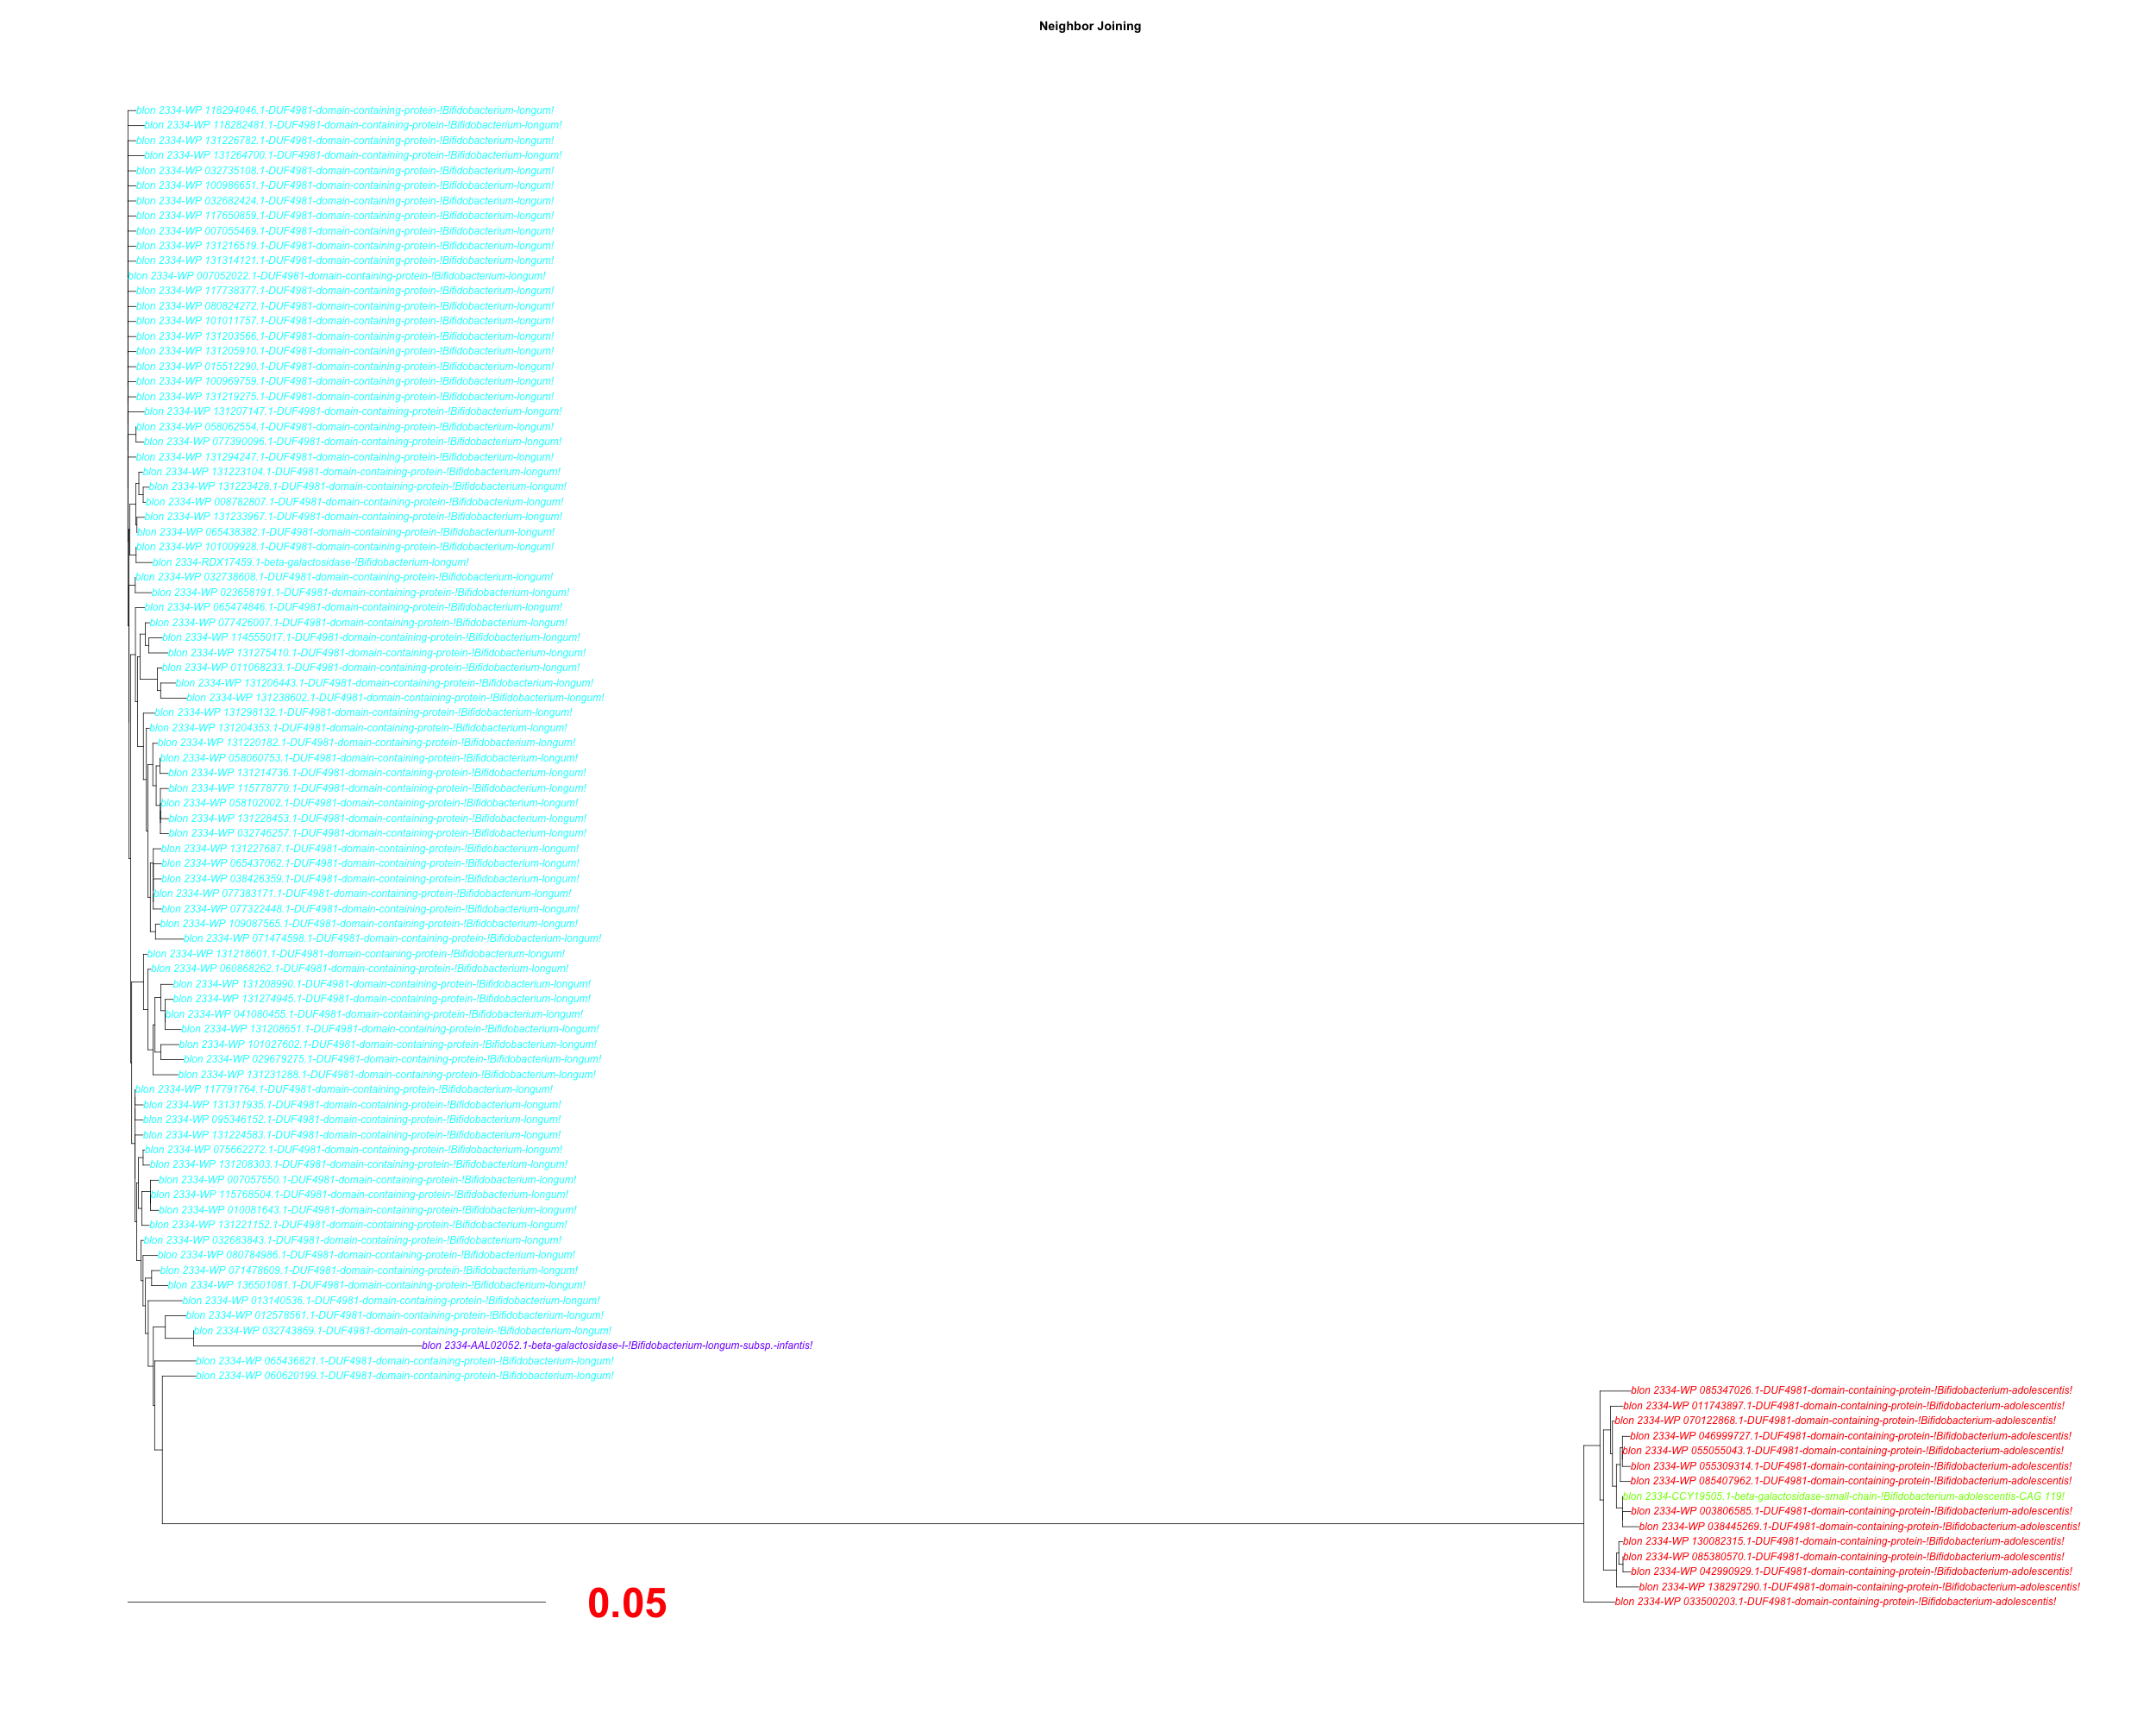 Neighbor Joining
blon 2334-WP 118294046.1-DUF4981-domain-containing-protein-!Bifidobacterium-longum!
blon 2334-WP 118282481.1-DUF4981-domain-containing-protein-!Bifidobacterium-longum!
blon 2334-WP 131226782.1-DUF4981-domain-containing-protein-!Bifidobacterium-longum!
blon 2334-WP 131264700.1-DUF4981-domain-containing-protein-!Bifidobacterium-longum!
blon 2334-WP 032735108.1-DUF4981-domain-containing-protein-!Bifidobacterium-longum!
blon 2334-WP 100986651.1-DUF4981-domain-containing-protein-!Bifidobacterium-longum!
blon 2334-WP 032682424.1-DUF4981-domain-containing-protein-!Bifidobacterium-longum!
blon 2334-WP 117650859.1-DUF4981-domain-containing-protein-!Bifidobacterium-longum!
blon 2334-WP 007055469.1-DUF4981-domain-containing-protein-!Bifidobacterium-longum!
blon 2334-WP 131216519.1-DUF4981-domain-containing-protein-!Bifidobacterium-longum!
blon 2334-WP 131314121.1-DUF4981-domain-containing-protein-!Bifidobacterium-longum!
blon 2334-WP 007052022.1-DUF4981-domain-containing-protein-!Bifidobacterium-longum!
blon 2334-WP 117738377.1-DUF4981-domain-containing-protein-!Bifidobacterium-longum!
blon 2334-WP 080824272.1-DUF4981-domain-containing-protein-!Bifidobacterium-longum!
blon 2334-WP 101011757.1-DUF4981-domain-containing-protein-!Bifidobacterium-longum!
blon 2334-WP 131203566.1-DUF4981-domain-containing-protein-!Bifidobacterium-longum!
blon 2334-WP 131205910.1-DUF4981-domain-containing-protein-!Bifidobacterium-longum!
blon 2334-WP 015512290.1-DUF4981-domain-containing-protein-!Bifidobacterium-longum!
blon 2334-WP 100969759.1-DUF4981-domain-containing-protein-!Bifidobacterium-longum!
blon 2334-WP 131219275.1-DUF4981-domain-containing-protein-!Bifidobacterium-longum!
blon 2334-WP 131207147.1-DUF4981-domain-containing-protein-!Bifidobacterium-longum!
blon 2334-WP 058062554.1-DUF4981-domain-containing-protein-!Bifidobacterium-longum!
blon 2334-WP 077390096.1-DUF4981-domain-containing-protein-!Bifidobacterium-longum!
blon 2334-WP 131294247.1-DUF4981-domain-containing-protein-!Bifidobacterium-longum!
blon 2334-WP 131223104.1-DUF4981-domain-containing-protein-!Bifidobacterium-longum!
blon 2334-WP 131223428.1-DUF4981-domain-containing-protein-!Bifidobacterium-longum!
blon 2334-WP 008782807.1-DUF4981-domain-containing-protein-!Bifidobacterium-longum!
blon 2334-WP 131233967.1-DUF4981-domain-containing-protein-!Bifidobacterium-longum!
blon 2334-WP 065438382.1-DUF4981-domain-containing-protein-!Bifidobacterium-longum!
blon 2334-WP 101009928.1-DUF4981-domain-containing-protein-!Bifidobacterium-longum!
blon 2334-RDX17459.1-beta-galactosidase-!Bifidobacterium-longum!
blon 2334-WP 032738608.1-DUF4981-domain-containing-protein-!Bifidobacterium-longum!
blon 2334-WP 023658191.1-DUF4981-domain-containing-protein-!Bifidobacterium-longum!
blon 2334-WP 065474846.1-DUF4981-domain-containing-protein-!Bifidobacterium-longum!
blon 2334-WP 077426007.1-DUF4981-domain-containing-protein-!Bifidobacterium-longum!
blon 2334-WP 114555017.1-DUF4981-domain-containing-protein-!Bifidobacterium-longum!
blon 2334-WP 131275410.1-DUF4981-domain-containing-protein-!Bifidobacterium-longum!
blon 2334-WP 011068233.1-DUF4981-domain-containing-protein-!Bifidobacterium-longum!
blon 2334-WP 131206443.1-DUF4981-domain-containing-protein-!Bifidobacterium-longum!
blon 2334-WP 131238602.1-DUF4981-domain-containing-protein-!Bifidobacterium-longum!
blon 2334-WP 131298132.1-DUF4981-domain-containing-protein-!Bifidobacterium-longum!
blon 2334-WP 131204353.1-DUF4981-domain-containing-protein-!Bifidobacterium-longum!
blon 2334-WP 131220182.1-DUF4981-domain-containing-protein-!Bifidobacterium-longum!
blon 2334-WP 058060753.1-DUF4981-domain-containing-protein-!Bifidobacterium-longum!
blon 2334-WP 131214736.1-DUF4981-domain-containing-protein-!Bifidobacterium-longum!
blon 2334-WP 115778770.1-DUF4981-domain-containing-protein-!Bifidobacterium-longum!
blon 2334-WP 058102002.1-DUF4981-domain-containing-protein-!Bifidobacterium-longum!
blon 2334-WP 131228453.1-DUF4981-domain-containing-protein-!Bifidobacterium-longum!
blon 2334-WP 032746257.1-DUF4981-domain-containing-protein-!Bifidobacterium-longum!
blon 2334-WP 131227687.1-DUF4981-domain-containing-protein-!Bifidobacterium-longum!
blon 2334-WP 065437062.1-DUF4981-domain-containing-protein-!Bifidobacterium-longum!
blon 2334-WP 038426359.1-DUF4981-domain-containing-protein-!Bifidobacterium-longum!
blon 2334-WP 077383171.1-DUF4981-domain-containing-protein-!Bifidobacterium-longum!
blon 2334-WP 077322448.1-DUF4981-domain-containing-protein-!Bifidobacterium-longum!
blon 2334-WP 109087565.1-DUF4981-domain-containing-protein-!Bifidobacterium-longum!
blon 2334-WP 071474598.1-DUF4981-domain-containing-protein-!Bifidobacterium-longum!
blon 2334-WP 131218601.1-DUF4981-domain-containing-protein-!Bifidobacterium-longum!
blon 2334-WP 060868262.1-DUF4981-domain-containing-protein-!Bifidobacterium-longum!
blon 2334-WP 131208990.1-DUF4981-domain-containing-protein-!Bifidobacterium-longum!
blon 2334-WP 131274945.1-DUF4981-domain-containing-protein-!Bifidobacterium-longum!
blon 2334-WP 041080455.1-DUF4981-domain-containing-protein-!Bifidobacterium-longum!
blon 2334-WP 131208651.1-DUF4981-domain-containing-protein-!Bifidobacterium-longum!
blon 2334-WP 101027602.1-DUF4981-domain-containing-protein-!Bifidobacterium-longum!
blon 2334-WP 029679275.1-DUF4981-domain-containing-protein-!Bifidobacterium-longum!
blon 2334-WP 131231288.1-DUF4981-domain-containing-protein-!Bifidobacterium-longum!
blon 2334-WP 117791764.1-DUF4981-domain-containing-protein-!Bifidobacterium-longum!
blon 2334-WP 131311935.1-DUF4981-domain-containing-protein-!Bifidobacterium-longum!
blon 2334-WP 095346152.1-DUF4981-domain-containing-protein-!Bifidobacterium-longum!
blon 2334-WP 131224583.1-DUF4981-domain-containing-protein-!Bifidobacterium-longum!
blon 2334-WP 075662272.1-DUF4981-domain-containing-protein-!Bifidobacterium-longum!
blon 2334-WP 131208303.1-DUF4981-domain-containing-protein-!Bifidobacterium-longum!
blon 2334-WP 007057550.1-DUF4981-domain-containing-protein-!Bifidobacterium-longum!
blon 2334-WP 115768504.1-DUF4981-domain-containing-protein-!Bifidobacterium-longum!
blon 2334-WP 010081643.1-DUF4981-domain-containing-protein-!Bifidobacterium-longum!
blon 2334-WP 131221152.1-DUF4981-domain-containing-protein-!Bifidobacterium-longum!
blon 2334-WP 032683843.1-DUF4981-domain-containing-protein-!Bifidobacterium-longum!
blon 2334-WP 080784986.1-DUF4981-domain-containing-protein-!Bifidobacterium-longum!
blon 2334-WP 071478609.1-DUF4981-domain-containing-protein-!Bifidobacterium-longum!
blon 2334-WP 136501081.1-DUF4981-domain-containing-protein-!Bifidobacterium-longum!
blon 2334-WP 013140536.1-DUF4981-domain-containing-protein-!Bifidobacterium-longum!
blon 2334-WP 012578561.1-DUF4981-domain-containing-protein-!Bifidobacterium-longum!
blon 2334-WP 032743869.1-DUF4981-domain-containing-protein-!Bifidobacterium-longum!
blon 2334-AAL02052.1-beta-galactosidase-I-!Bifidobacterium-longum-subsp.-infantis!
blon 2334-WP 065436821.1-DUF4981-domain-containing-protein-!Bifidobacterium-longum!
blon 2334-WP 060620199.1-DUF4981-domain-containing-protein-!Bifidobacterium-longum!
blon 2334-WP 085347026.1-DUF4981-domain-containing-protein-!Bifidobacterium-adolescentis!
blon 2334-WP 011743897.1-DUF4981-domain-containing-protein-!Bifidobacterium-adolescentis!
blon 2334-WP 070122868.1-DUF4981-domain-containing-protein-!Bifidobacterium-adolescentis!
blon 2334-WP 046999727.1-DUF4981-domain-containing-protein-!Bifidobacterium-adolescentis!
blon 2334-WP 055055043.1-DUF4981-domain-containing-protein-!Bifidobacterium-adolescentis!
blon 2334-WP 055309314.1-DUF4981-domain-containing-protein-!Bifidobacterium-adolescentis!
blon 2334-WP 085407962.1-DUF4981-domain-containing-protein-!Bifidobacterium-adolescentis!
blon 2334-CCY19505.1-beta-galactosidase-small-chain-!Bifidobacterium-adolescentis-CAG 119!
blon 2334-WP 003806585.1-DUF4981-domain-containing-protein-!Bifidobacterium-adolescentis!
blon 2334-WP 038445269.1-DUF4981-domain-containing-protein-!Bifidobacterium-adolescentis!
blon 2334-WP 130082315.1-DUF4981-domain-containing-protein-!Bifidobacterium-adolescentis!
blon 2334-WP 085380570.1-DUF4981-domain-containing-protein-!Bifidobacterium-adolescentis!
blon 2334-WP 042990929.1-DUF4981-domain-containing-protein-!Bifidobacterium-adolescentis!
blon 2334-WP 138297290.1-DUF4981-domain-containing-protein-!Bifidobacterium-adolescentis!
blon 2334-WP 033500203.1-DUF4981-domain-containing-protein-!Bifidobacterium-adolescentis!
0.05